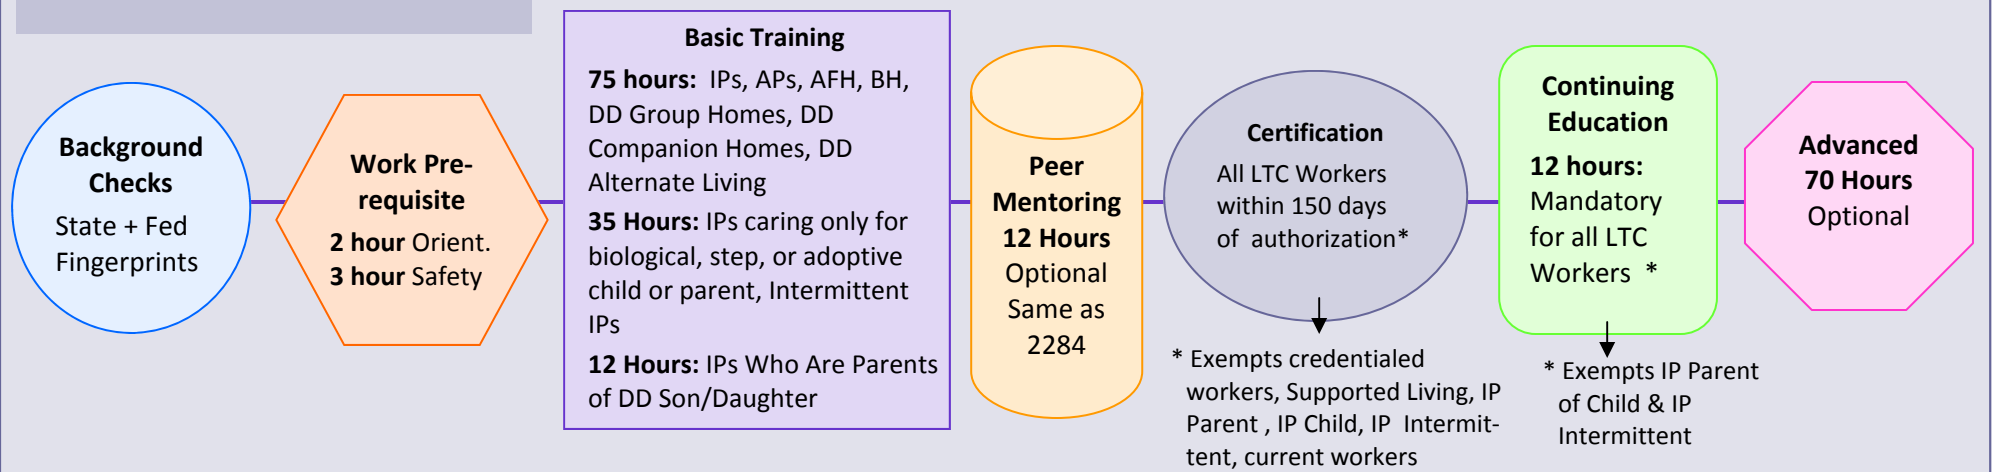 Background
Checks
State + Fed
Fingerprints
Work Pre-
requisite
2 hour Orient.
3 hour Safety
Basic Training
75 hours: IPs, APs, AFH, BH,
DD Group Homes, DD
Companion Homes, DD
Alternate Living
35 Hours: IPs caring only for
biological, step, or adoptive
child or parent, Intermittent
IPs
12 Hours: IPs Who Are Parents
of DD Son/Daughter
Peer
Mentoring
12 Hours
Optional
Same as
2284
Certification
All LTC Workers
within 150 days
of authorization*
* Exempts credentialed
workers, Supported Living, IP
Parent , IP Child, IP Intermit-
tent, current workers
Continuing
Education
12 hours:
Mandatory
for all LTC
Workers *
* Exempts IP Parent
of Child & IP
Intermittent
Advanced
70 Hours
Optional